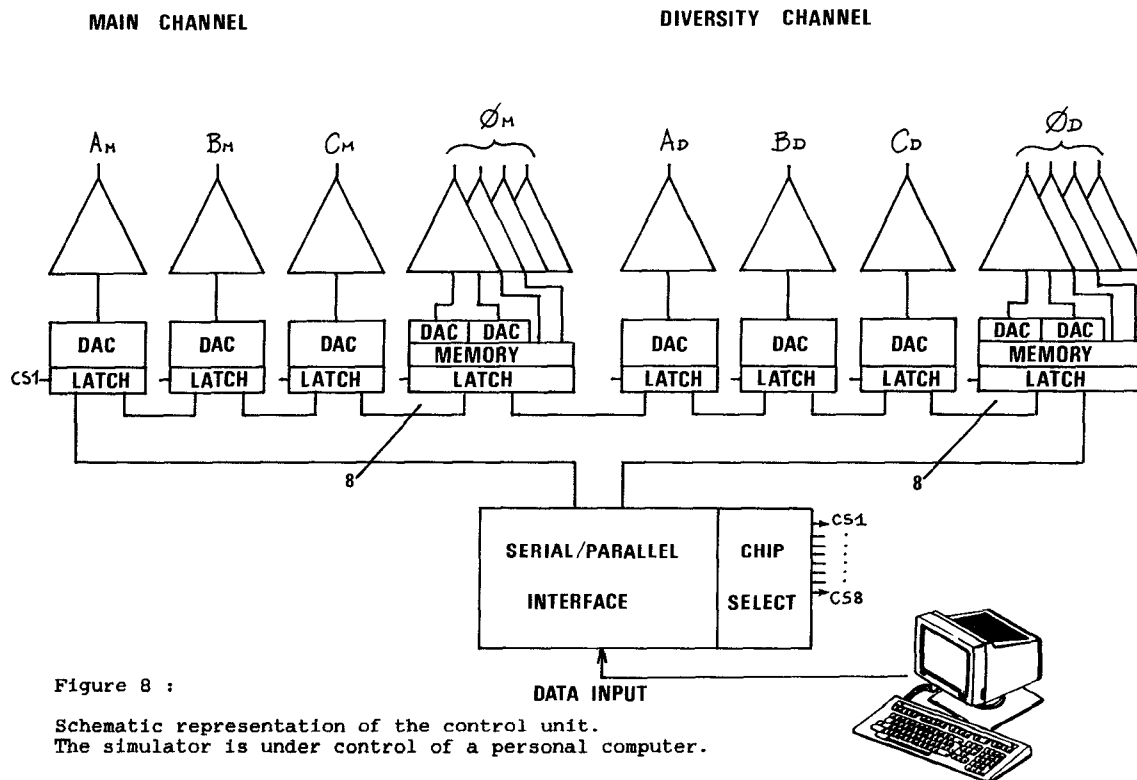 MAIN CHANNEL
DIVERSITY CHANNEL
AM BM CM ØM AD BD CD ØD
DAC DAC DAC DAC DAC DAC DAC DAC DAC DAC
MEMORY MEMORY
CS1 LATCH LATCH LATCH LATCH LATCH LATCH LATCH LATCH
8 8
SERIAL/PARALLEL
INTERFACE
CHIP
SELECT
CS1
CS8
DATA INPUT
Figure 8 :
Schematic representation of the control unit.
The simulator is under control of a personal computer.